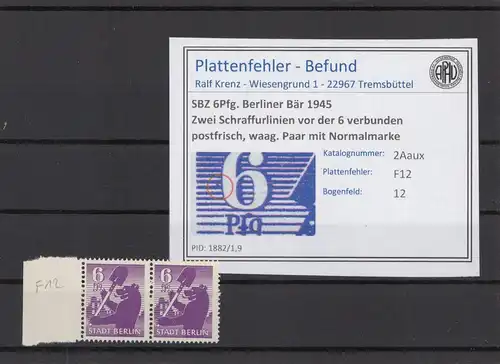 Plattenfehler - Befund
Ralf Krenz - Wiesengrund 1 - 22967 Tremsbüttel
SBZ 6Pfg. Berliner Bär 1945
Zwei Schraffurlinien vor der 6 verbunden
postfrisch, waag. Paar mit Normalmarke
Katalognummer: 2Aaux
Plattenfehler: F12
Bogenfeld: 12
6
Pfg
PID: 1882/1,9
F12
6 6
STADT BERLIN STADT BERLIN